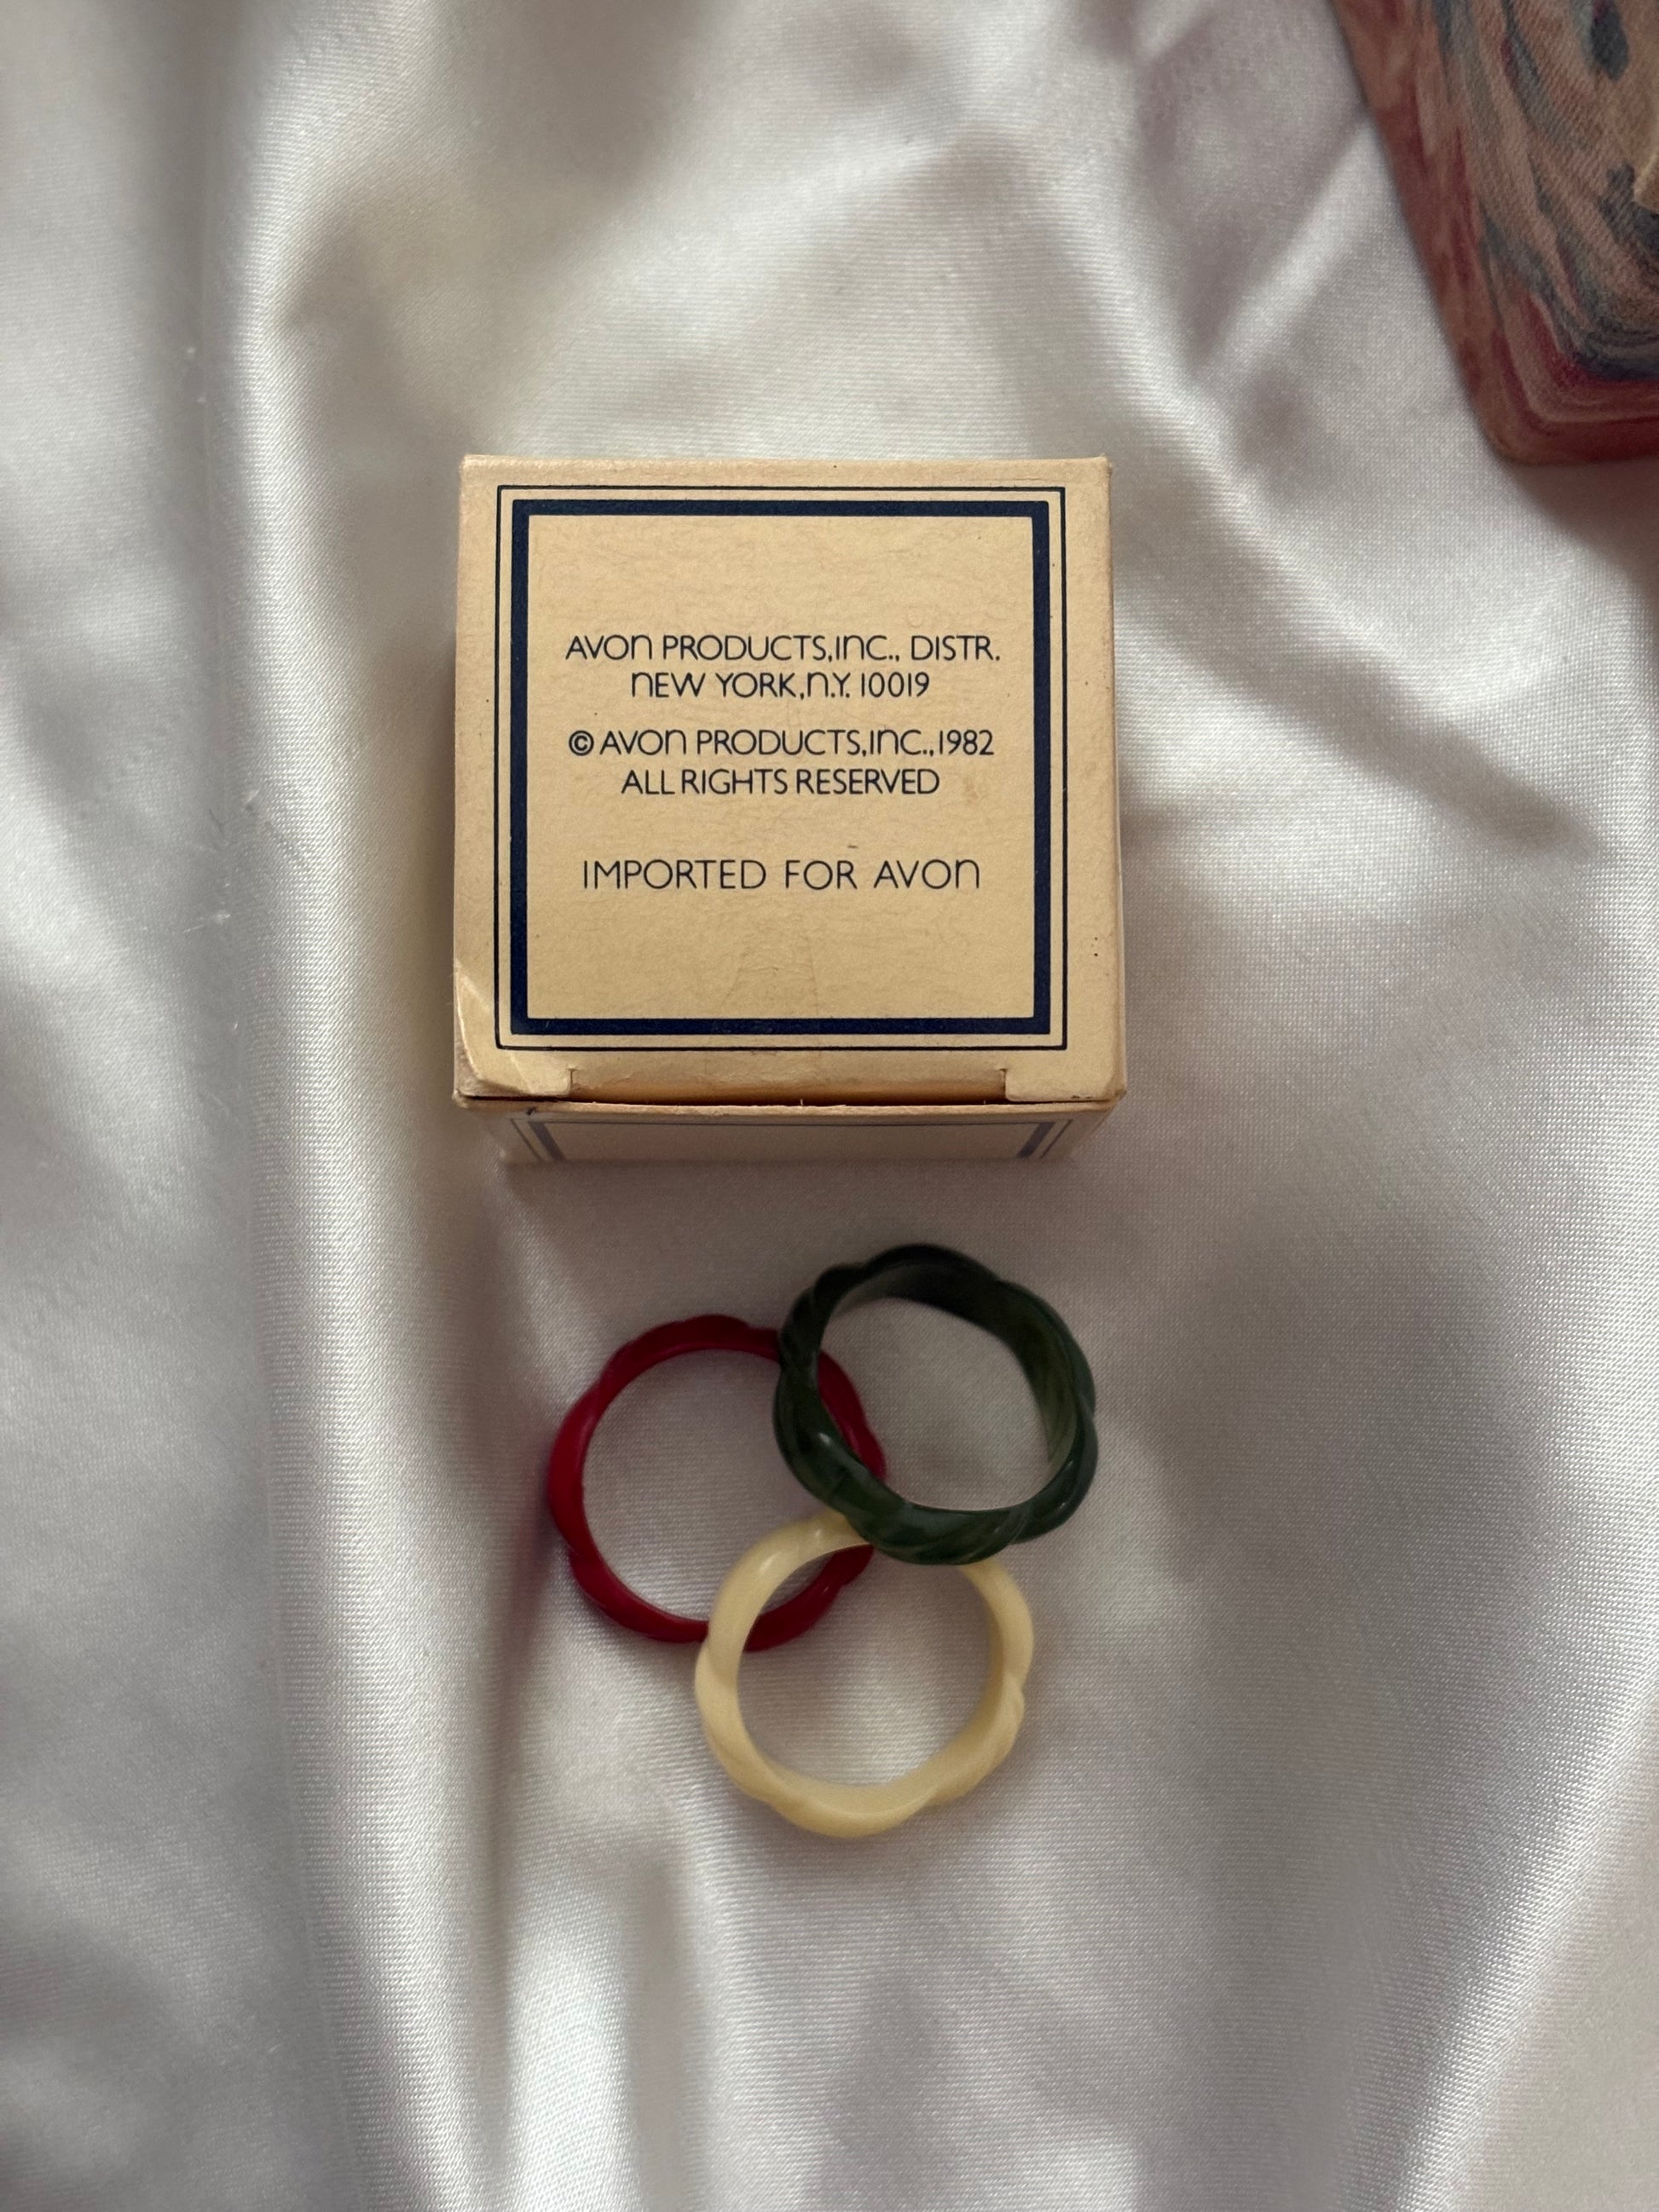 AVON PRODUCTS,INC., DISTR.
NEW YORK,N.Y. 10019
© AVON PRODUCTS,INC.,1982
ALL RIGHTS RESERVED
IMPORTED FOR AVON